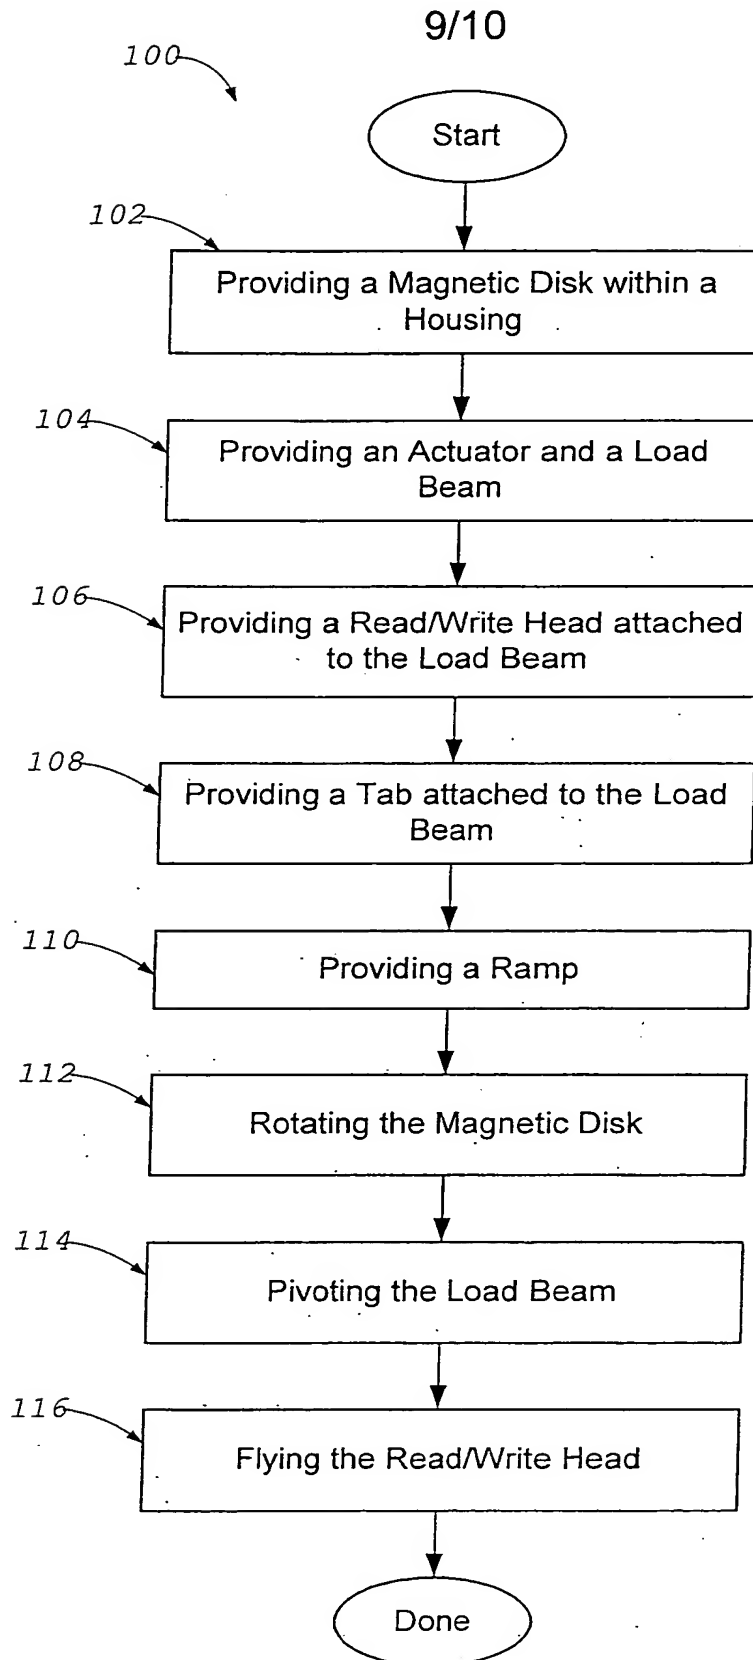 9/10
100
Start
102
Providing a Magnetic Disk within a
Housing
104
Providing an Actuator and a Load
Beam
106
Providing a Read/Write Head attached
to the Load Beam
108
Providing a Tab attached to the Load
Beam
110
Providing a Ramp
112
Rotating the Magnetic Disk
114
Pivoting the Load Beam
116
Flying the Read/Write Head
Done